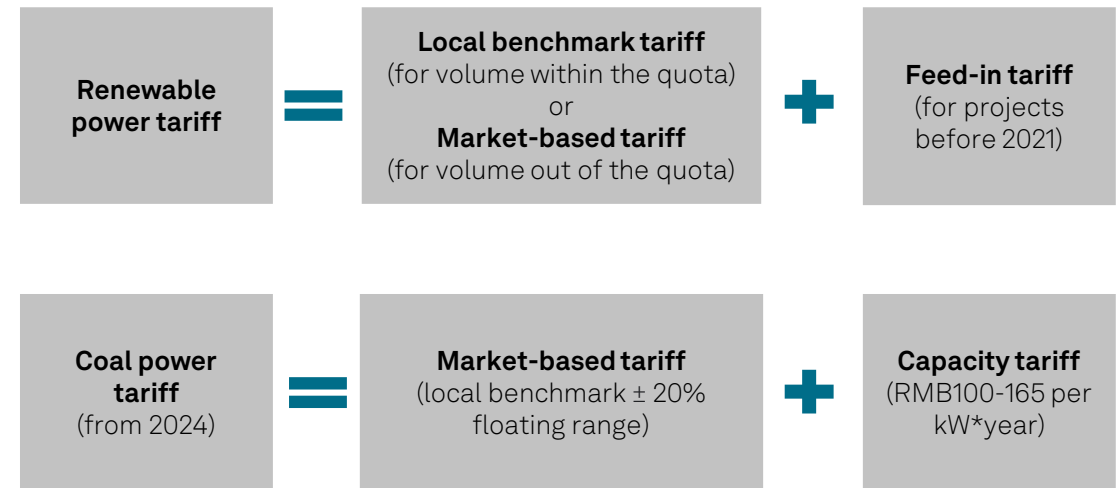 Renewable
power tariff
=
Local benchmark tariff
(for volume within the quota)
or
Market-based tariff
(for volume out of the quota)
+
Feed-in tariff
(for projects
before 2021)
Coal power
tariff
(from 2024)
=
Market-based tariff
(local benchmark ± 20%
floating range)
+
Capacity tariff
(RMB100-165 per
kW*year)